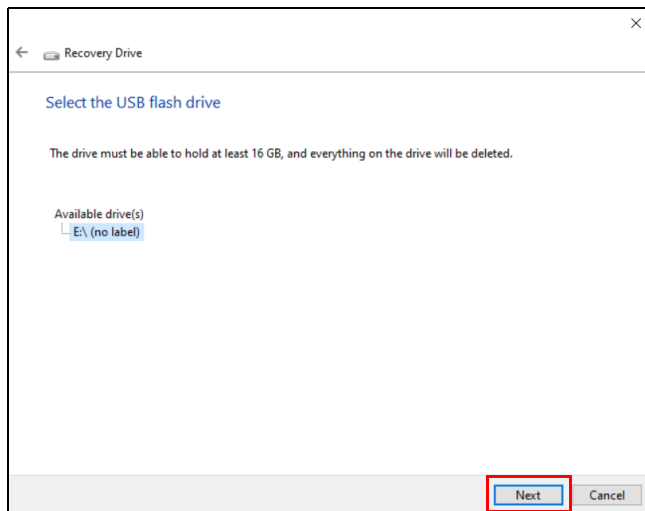 Recovery Drive
Select the USB flash drive
The drive must be able to hold at least 16 GB, and everything on the drive will be deleted.
Available drive(s)
E:\ (no label)
Next Cancel